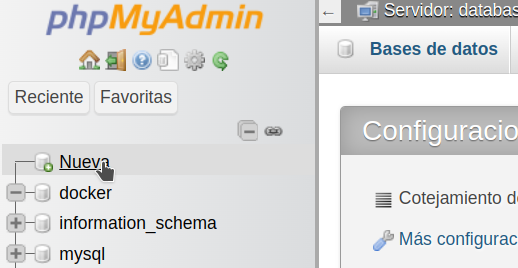 phpMyAdmin
Reciente
Favoritas
Nueva
docker
information_schema
mysql
← Servidor: databas
Bases de datos
Configuracio
Cotejamiento d
Más configurac